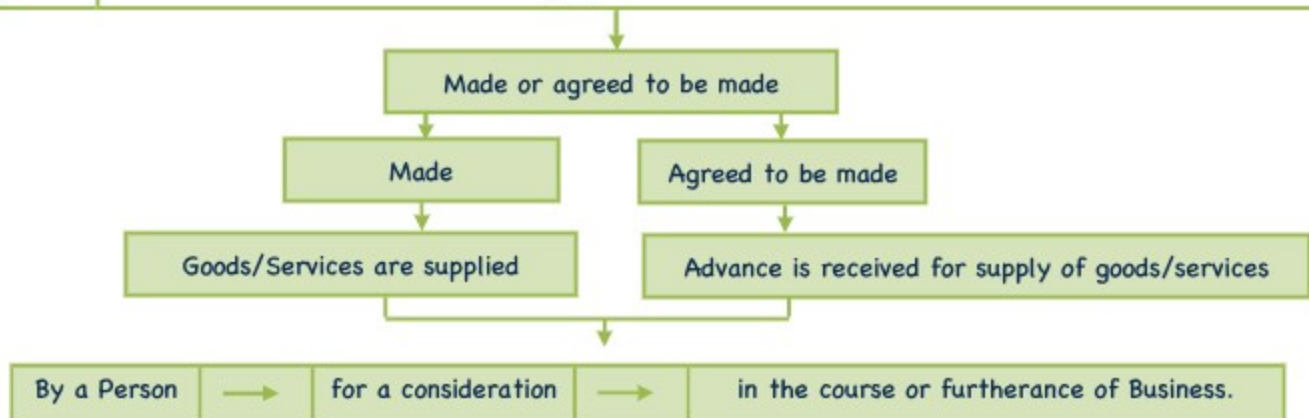 Made or agreed to be made
Made
Agreed to be made
Goods/Services are supplied
Advance is received for supply of goods/services
By a Person
for a consideration
in the course or furtherance of Business.